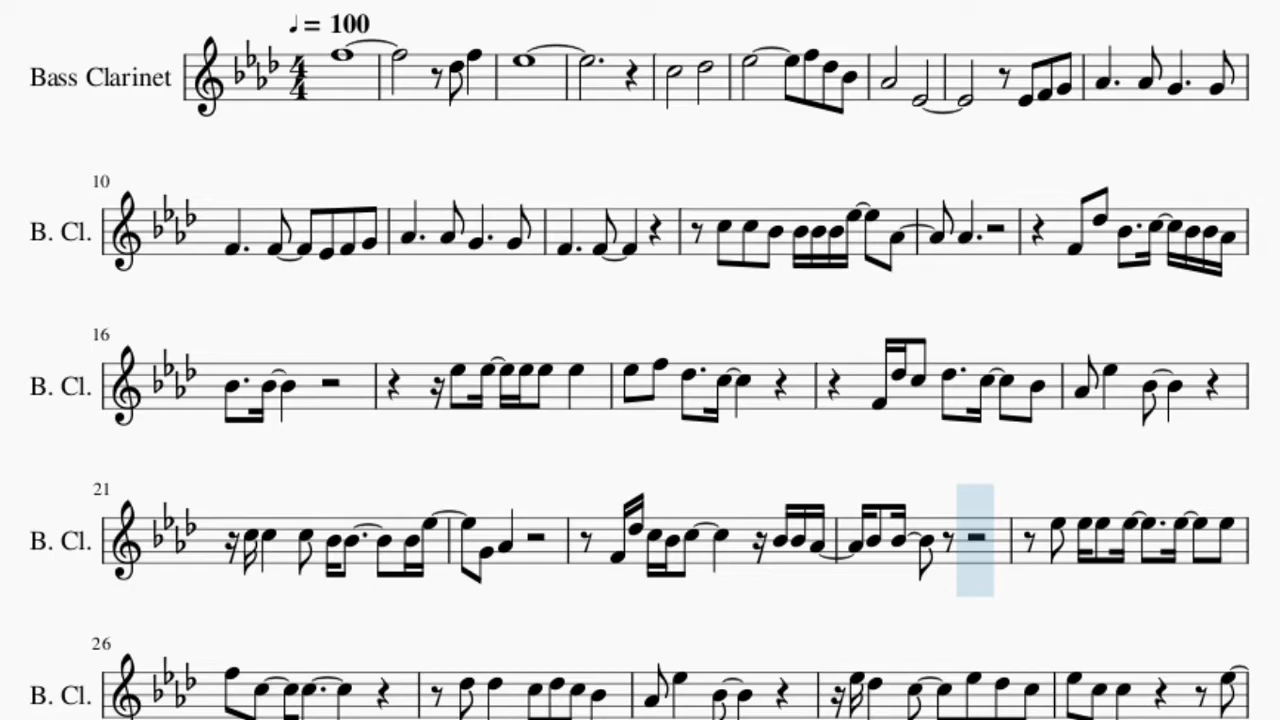 ♩ = 100
Bass Clarinet
4
4
10
B. Cl.
16
B. Cl.
21
B. Cl.
26
B. Cl.